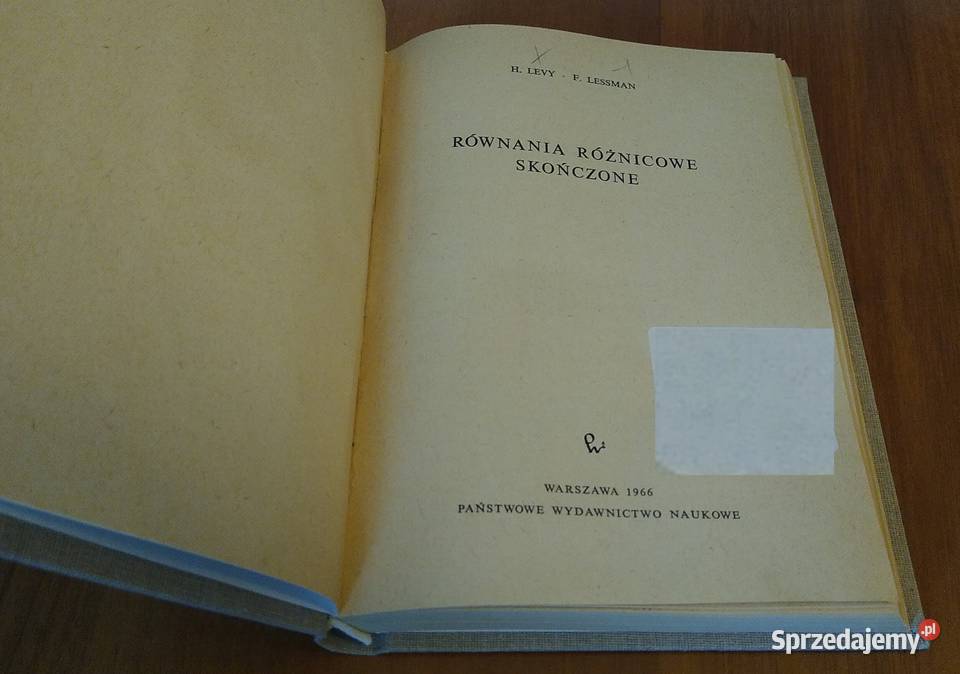 H. LEVY · F. LESSMAN
RÓWNANIA RÓŻNICOWE
SKOŃCZONE
WARSZAWA 1966
PAŃSTWOWE WYDAWNICTWO NAUKOWE
Sprzedajemy.pl